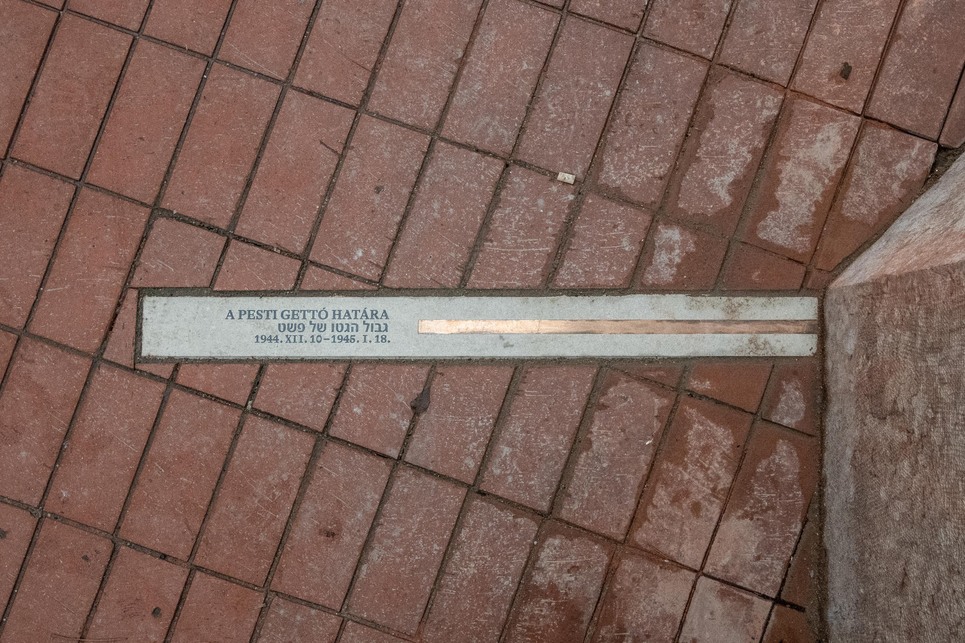 A PESTI GETTÓ HATÁRA
גבול הגטו של פשט
1944. XII. 10–1945. I. 18.